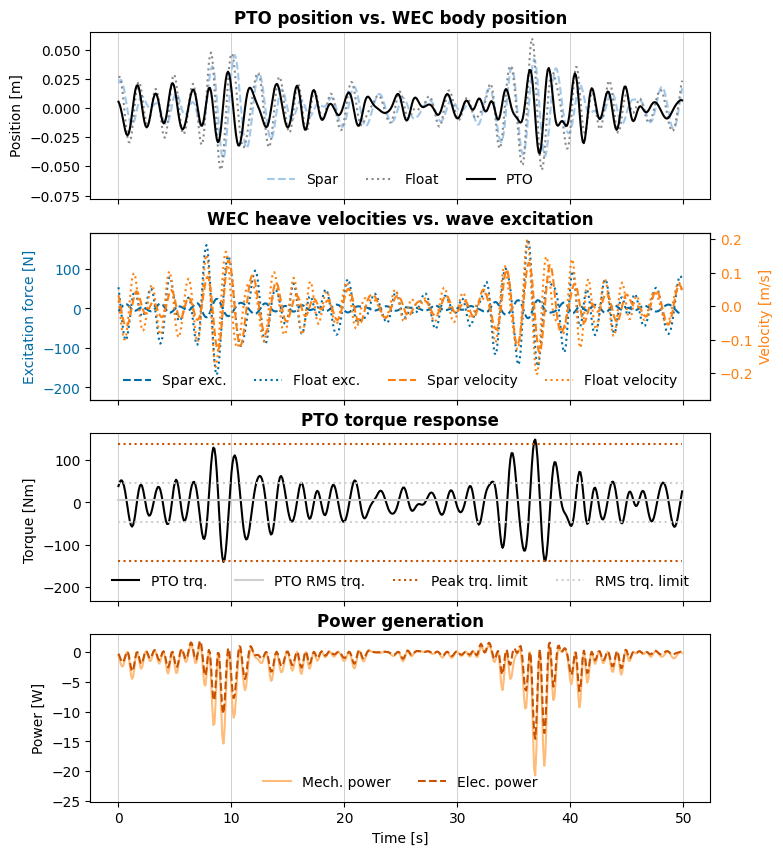 PTO position vs. WEC body position
Position [m]
0.050
0.025
0.000
−0.025
−0.050
−0.075
Spar Float PTO
WEC heave velocities vs. wave excitation
Excitation force [N]
100
0
−100
−200
0.2
0.1
0.0
−0.1
−0.2
Velocity [m/s]
Spar exc. Float exc. Spar velocity Float velocity
PTO torque response
Torque [Nm]
100
0
−100
−200
PTO trq. PTO RMS trq. Peak trq. limit RMS trq. limit
Power generation
Power [W]
0
−5
−10
−15
−20
−25
Mech. power Elec. power
0 10 20 30 40 50
Time [s]